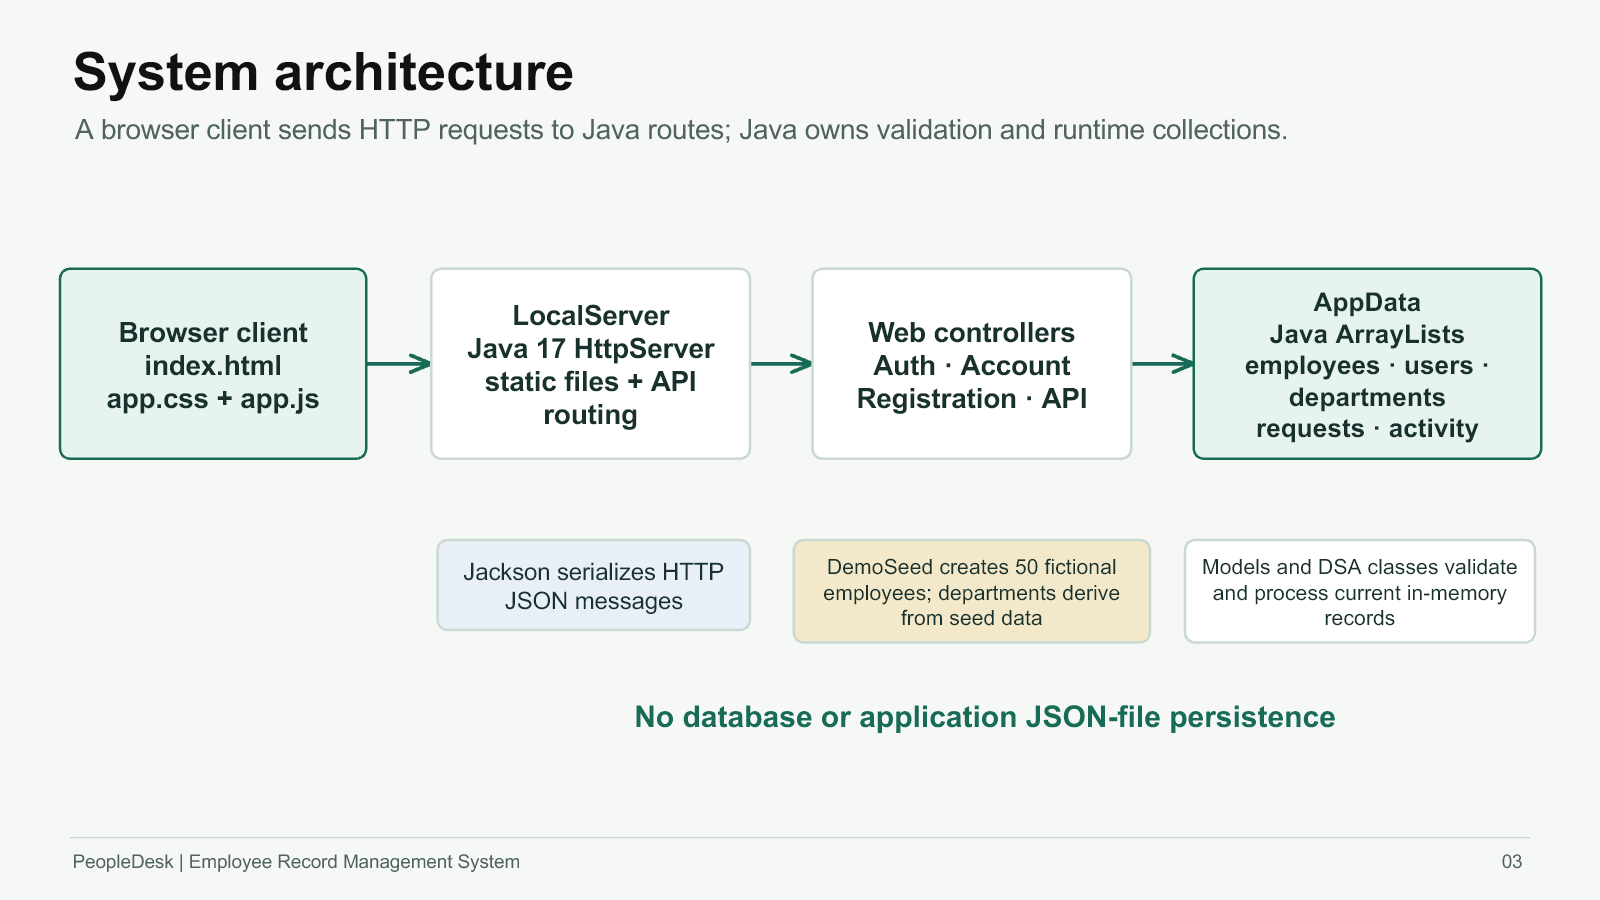 System architecture
A browser client sends HTTP requests to Java routes; Java owns validation and runtime collections.
Browser client
index.html
app.css + app.js
LocalServer
Java 17 HttpServer
static files + API
routing
Web controllers
Auth · Account
Registration · API
AppData
Java ArrayLists
employees · users ·
departments
requests · activity
Jackson serializes HTTP
JSON messages
DemoSeed creates 50 fictional
employees; departments derive
from seed data
Models and DSA classes validate
and process current in-memory
records
No database or application JSON-file persistence
PeopleDesk | Employee Record Management System
03